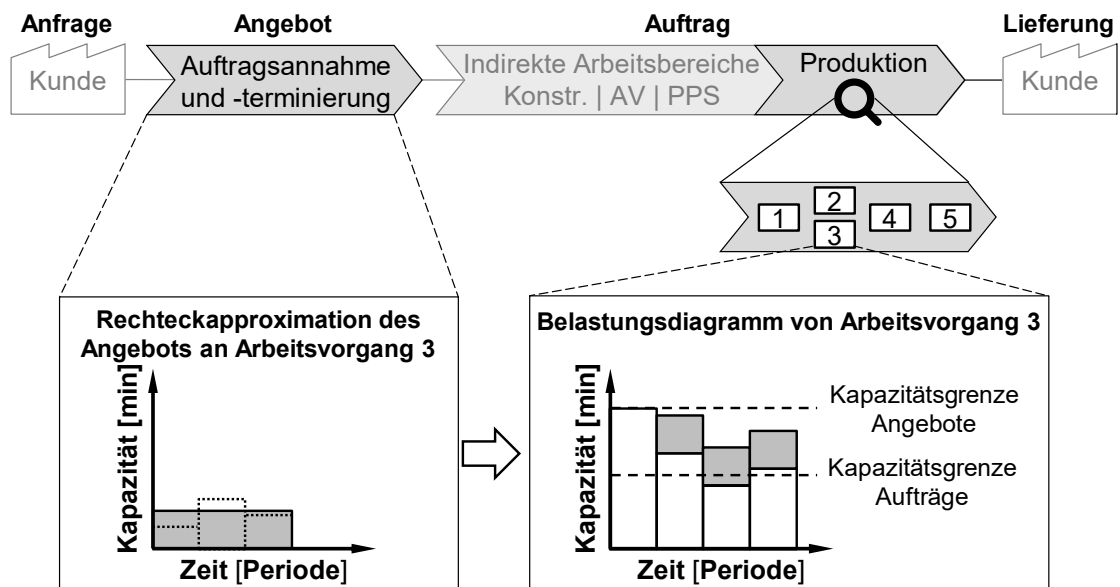 Anfrage
Angebot
Auftrag
Lieferung
Kunde
Auftragsannahme
und -terminierung
Indirekte Arbeitsbereiche
Konstr. | AV | PPS
Produktion
Kunde
1
2
3
4
5
Rechteckapproximation des
Angebots an Arbeitsvorgang 3
Kapazität [min]
Zeit [Periode]
Belastungsdiagramm von Arbeitsvorgang 3
Kapazität [min]
Kapazitätsgrenze
Angebote
Kapazitätsgrenze
Aufträge
Zeit [Periode]